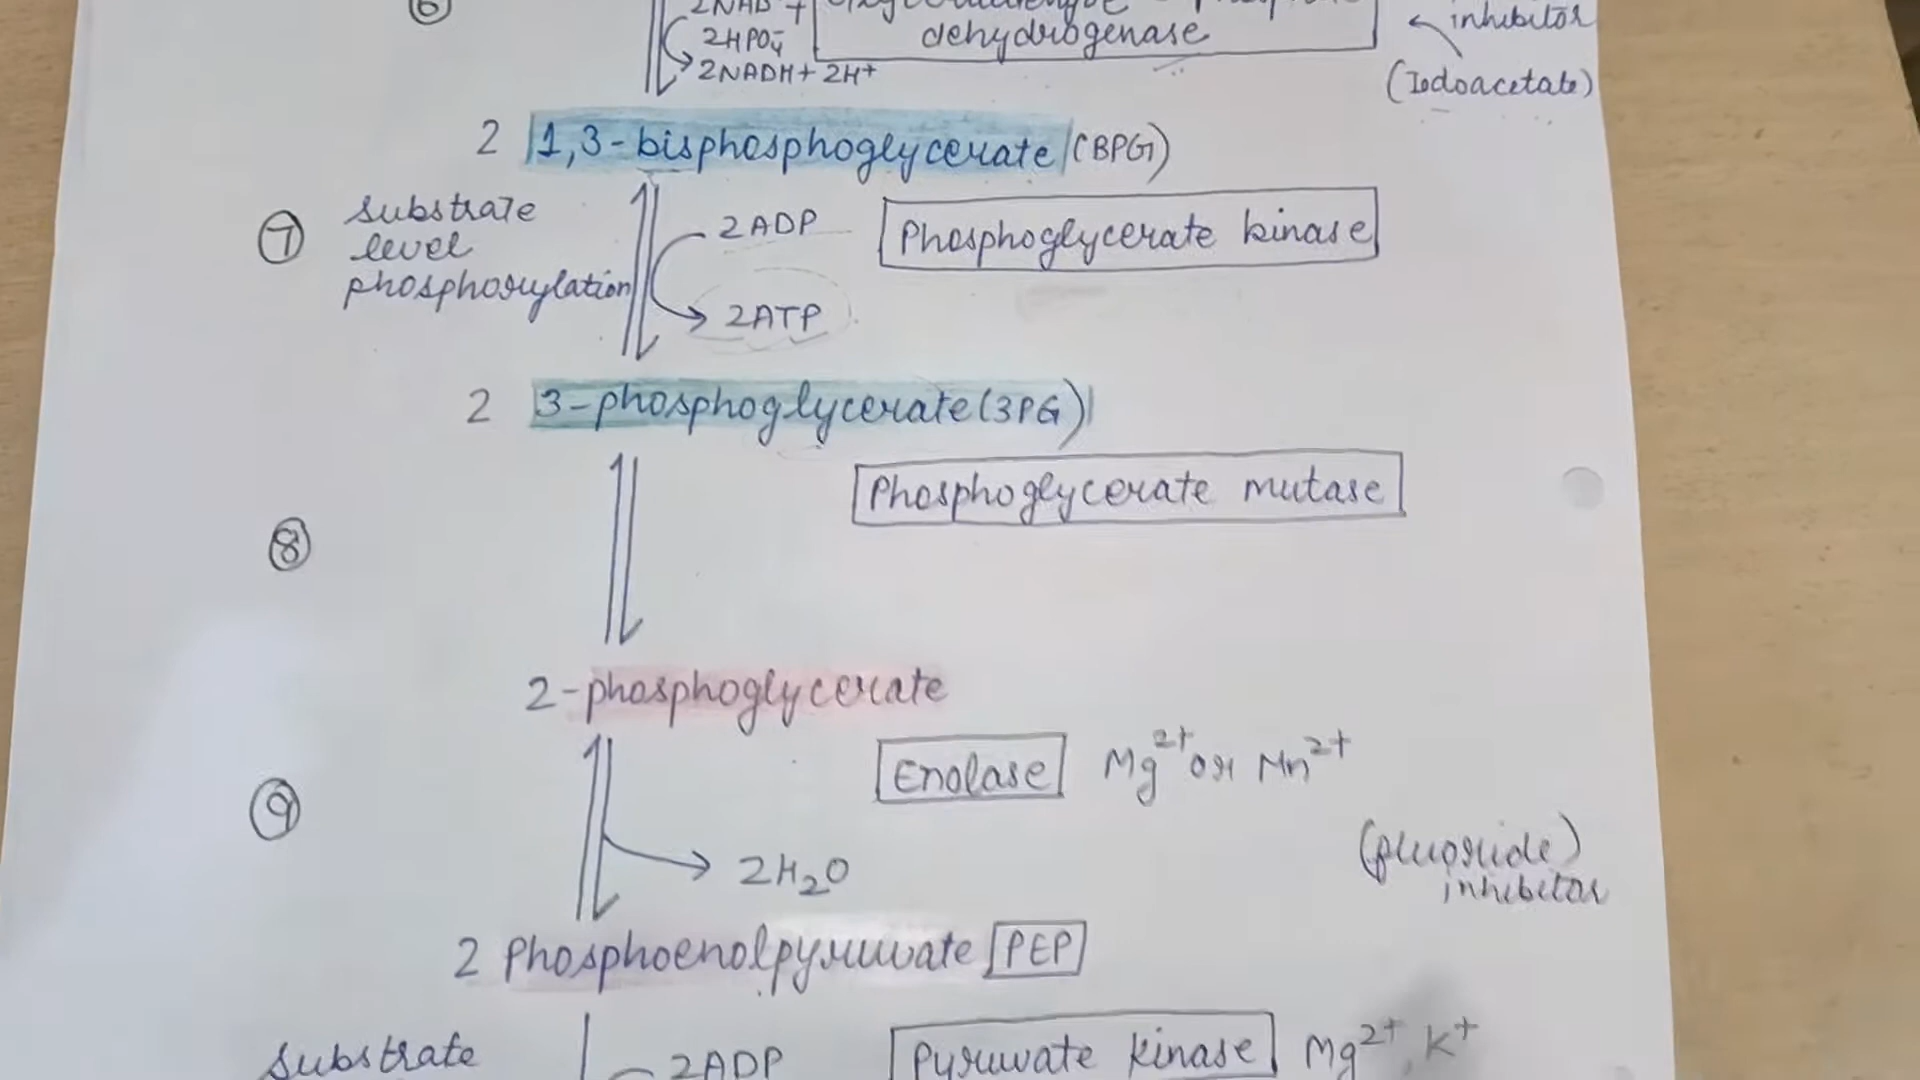 6
2NAD +
inhibitor
2HPO4-
dehydrogenase
2NADH + 2H+
(Iodoacetate)
2 1,3-bisphosphoglycerate (BPG)
7
substrate
level
phosphorylation
2ADP
Phosphoglycerate kinase
2ATP
2 3-phosphoglycerate (3PG)
Phosphoglycerate mutase
8
2-phosphoglycerate
Enolase Mg2+ or Mn2+
9
2H2O
(fluoride)
inhibitor
2 Phosphoenolpyruvate PEP
substrate
2ADP
Pyruvate kinase Mg2+, K+